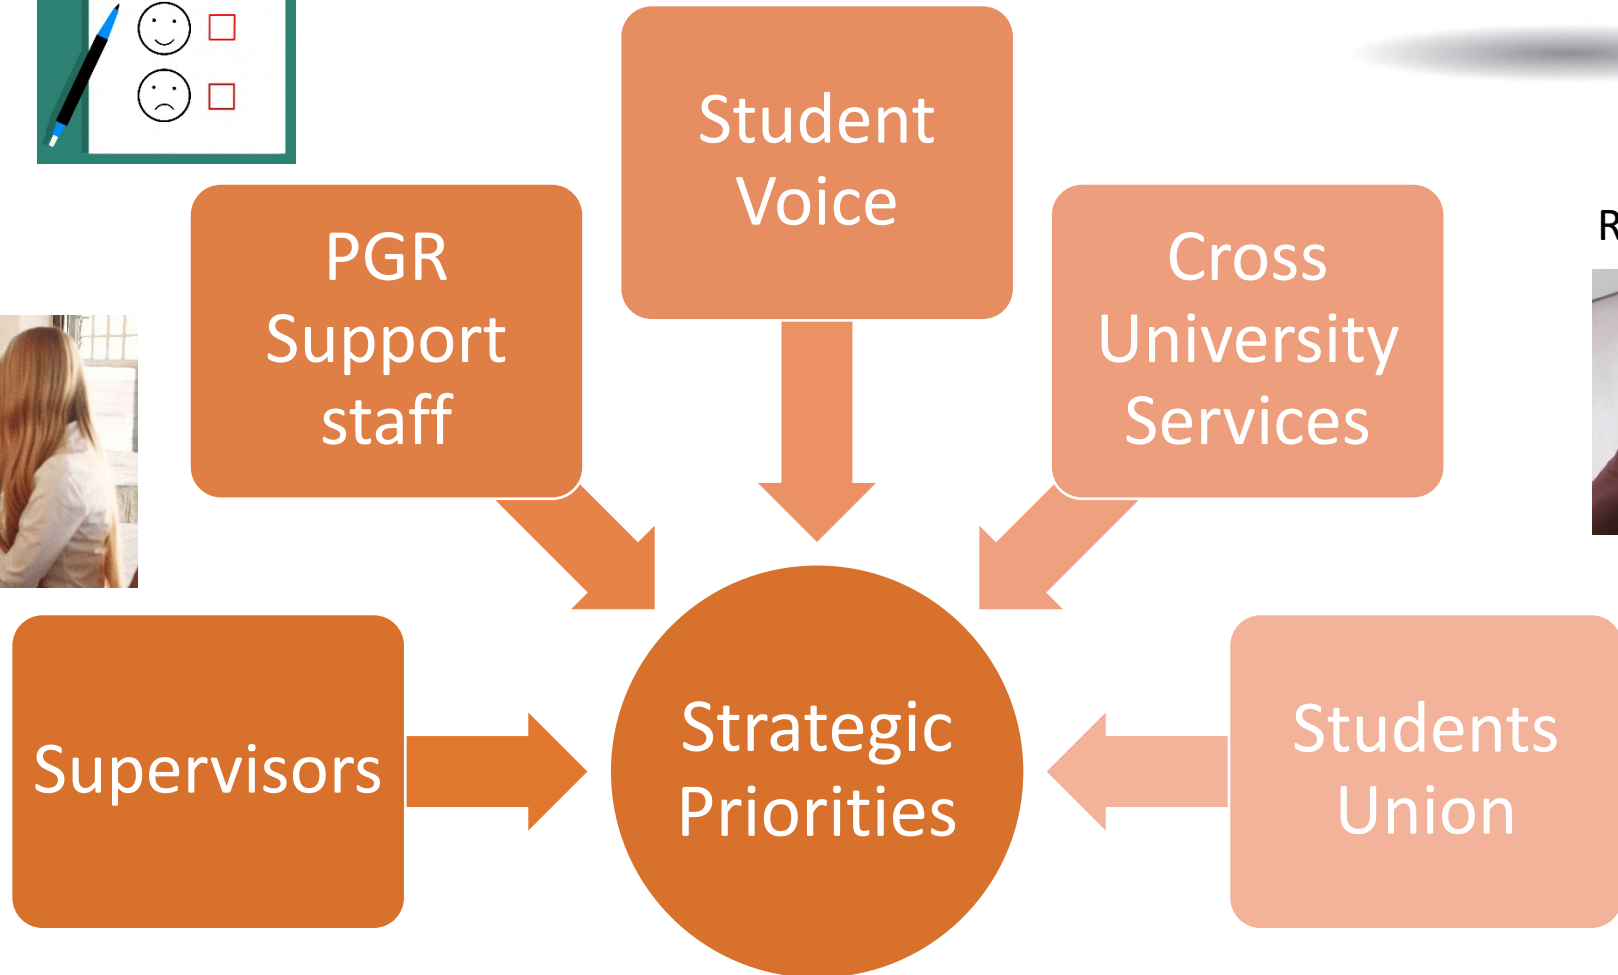 Student
Voice
PGR
Support
staff
Cross
University
Services
Supervisors
Strategic
Priorities
Students
Union